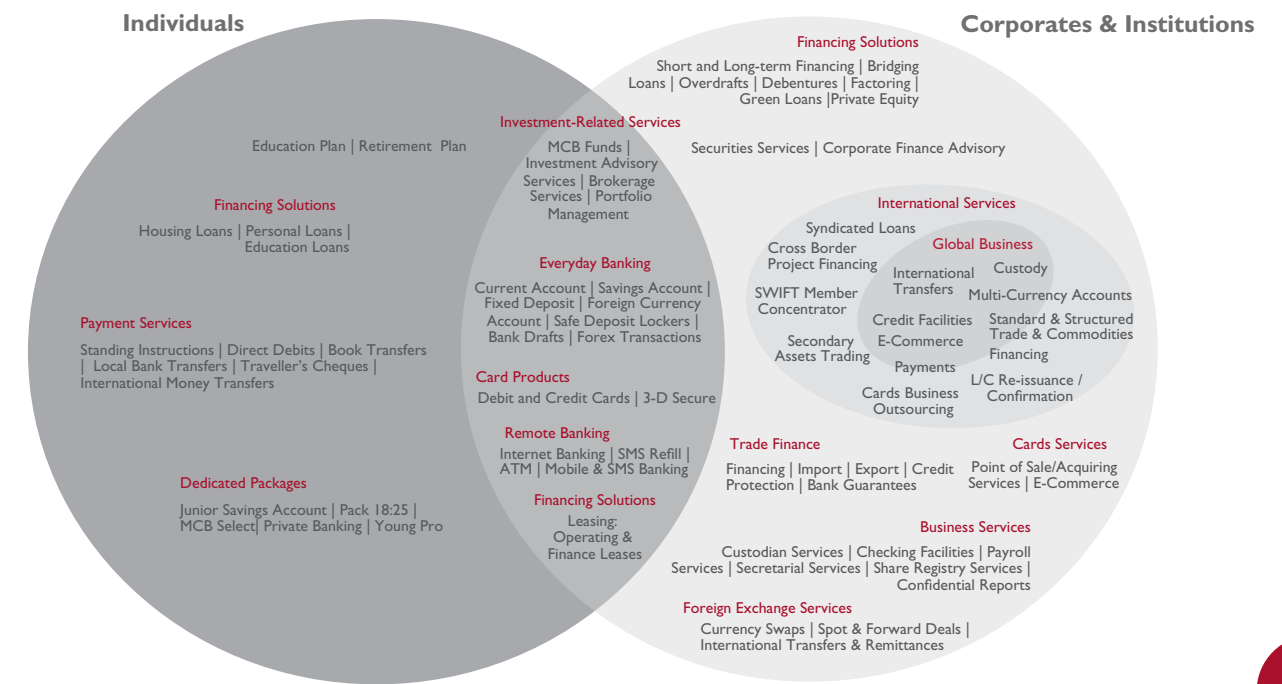 Individuals
Corporates & Institutions
Education Plan | Retirement Plan
Financing Solutions
Housing Loans | Personal Loans |
Education Loans
Payment Services
Standing Instructions | Direct Debits | Book Transfers
| Local Bank Transfers | Traveller's Cheques |
International Money Transfers
Dedicated Packages
Junior Savings Account | Pack 18:25 |
MCB Select| Private Banking | Young Pro
Investment-Related Services
MCB Funds |
Investment Advisory
Services | Brokerage
Services | Portfolio
Management
Everyday Banking
Current Account | Savings Account |
Fixed Deposit | Foreign Currency
Account | Safe Deposit Lockers |
Bank Drafts | Forex Transactions
Card Products
Debit and Credit Cards | 3-D Secure
Remote Banking
Internet Banking | SMS Refill |
ATM | Mobile & SMS Banking
Financing Solutions
Leasing:
Operating &
Finance Leases
Financing Solutions
Short and Long-term Financing | Bridging
Loans | Overdrafts | Debentures | Factoring |
Green Loans |Private Equity
Securities Services | Corporate Finance Advisory
International Services
Syndicated Loans
Cross Border
Project Financing
SWIFT Member
Concentrator
Secondary
Assets Trading
Cards Business
Outsourcing
Global Business
International
Transfers
Custody
Multi-Currency Accounts
Credit Facilities
E-Commerce
Payments
Standard & Structured
Trade & Commodities
Financing
L/C Re-issuance /
Confirmation
Trade Finance
Financing | Import | Export | Credit
Protection | Bank Guarantees
Cards Services
Point of Sale/Acquiring
Services | E-Commerce
Business Services
Custodian Services | Checking Facilities | Payroll
Services | Secretarial Services | Share Registry Services |
Confidential Reports
Foreign Exchange Services
Currency Swaps | Spot & Forward Deals |
International Transfers & Remittances